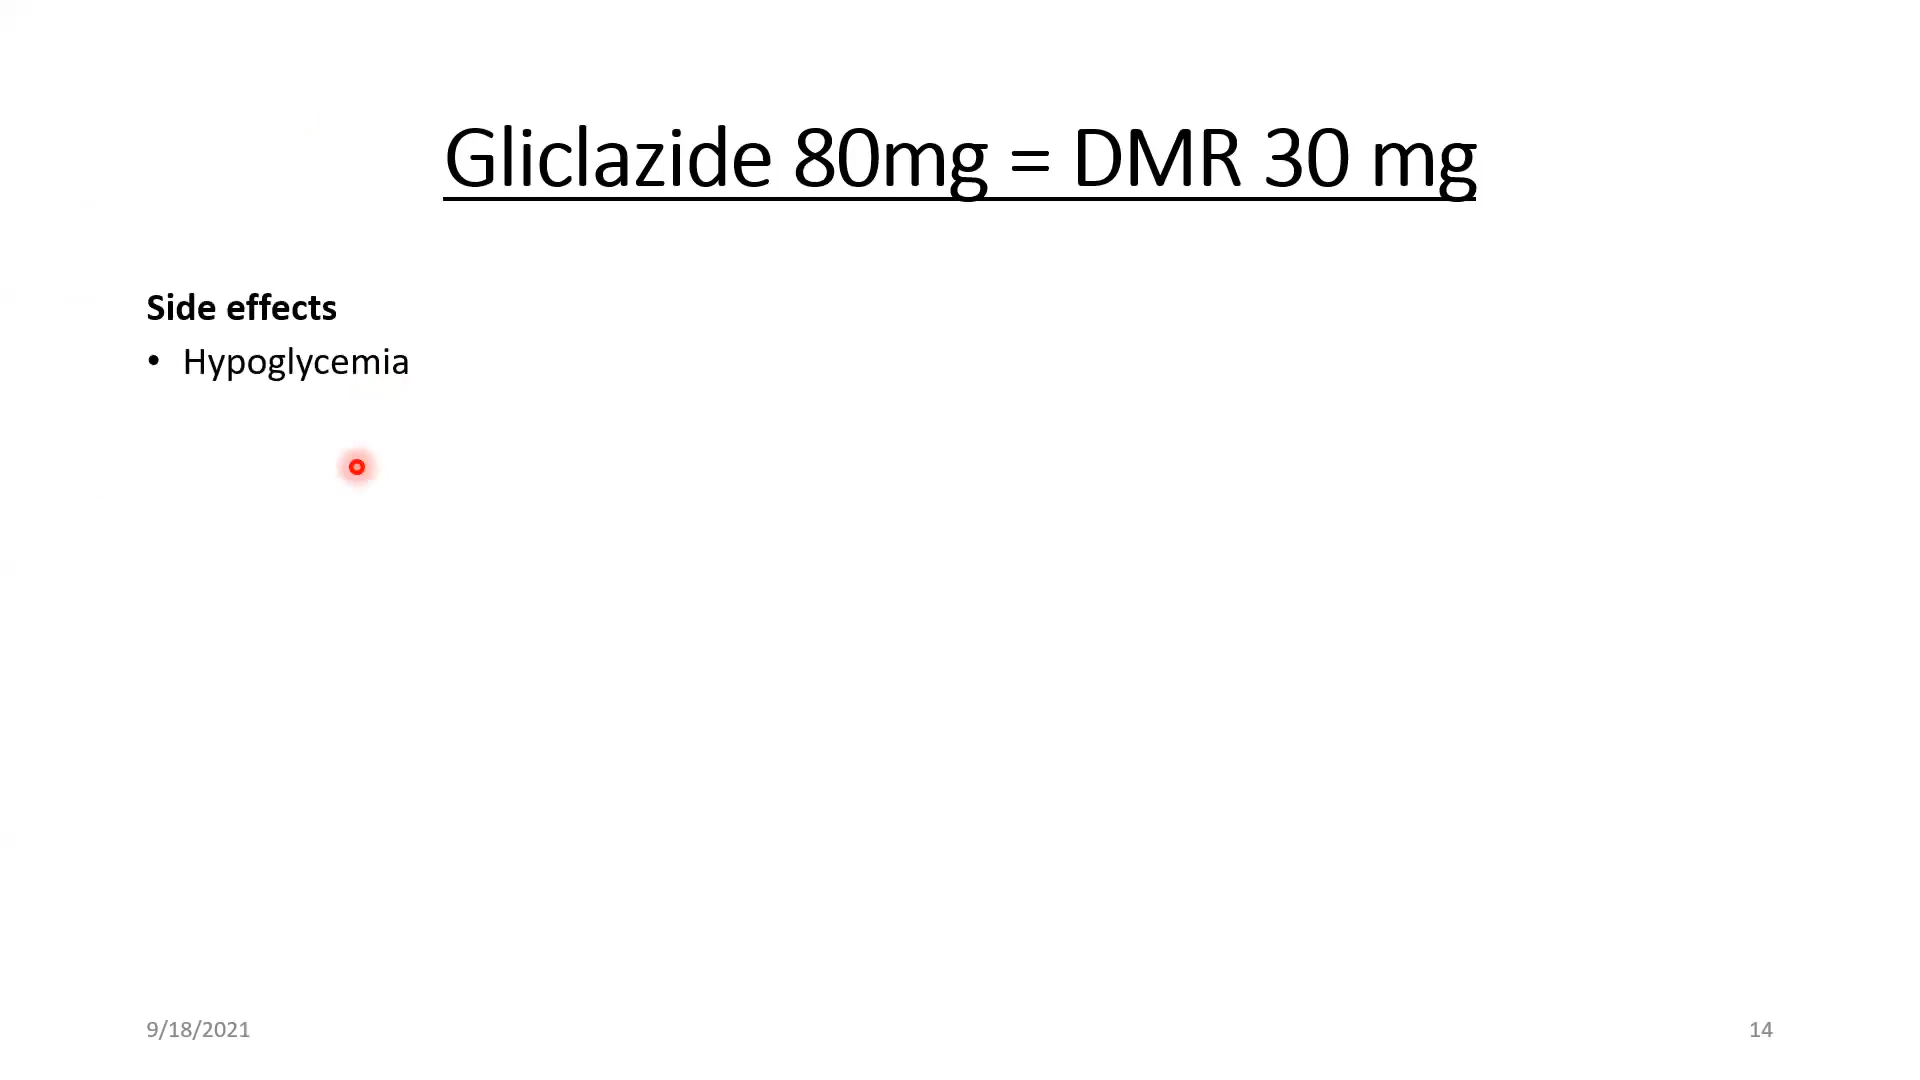 Gliclazide 80mg = DMR 30 mg
Side effects
• Hypoglycemia
9/18/2021
14